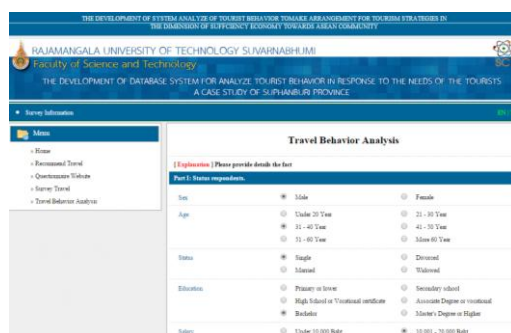 THE DEVELOPMENT OF SYSTEM ANALYZE OF TOURIST BEHAVIOR TOMAKE ARRANGEMENT FOR TOURISM STRATEGIES IN
THE DIMENSION OF SUFFCIENCY ECONOMY TOWARDS ASEAN COMMUNITY
RAJAMANGALA UNIVERSITY OF TECHNOLOGY SUVARNABHUMI
Faculty of Science and Technology
SC
THE DEVELOPMENT OF DATABASE SYSTEM FOR ANALYZE TOURIST BEHAVIOR IN RESPONSE TO THE NEEDS OF THE TOURISTS
A CASE STUDY OF SUPHANBURI PROVINCE
Survey Information
EN
Menu
» Home
» Recommend Travel
» Questionnaire Website
» Survey Travel
» Travel Behavior Analysis
Travel Behavior Analysis
[ Explanation ] Please provide details the fact
Part I: Status respondents.
Sex Male Female
Age Under 20 Year 21 - 30 Year
31 - 40 Year 41 - 50 Year
51 - 60 Year More 60 Year
Status Single Divorced
Married Widowed
Education Primary or lower Secondary school
High School or Vocational certificate Associate Degree or vocational
Bachelor Master's Degree or Higher
Salary Under 10,000 Baht 10,001 - 20,000 Baht